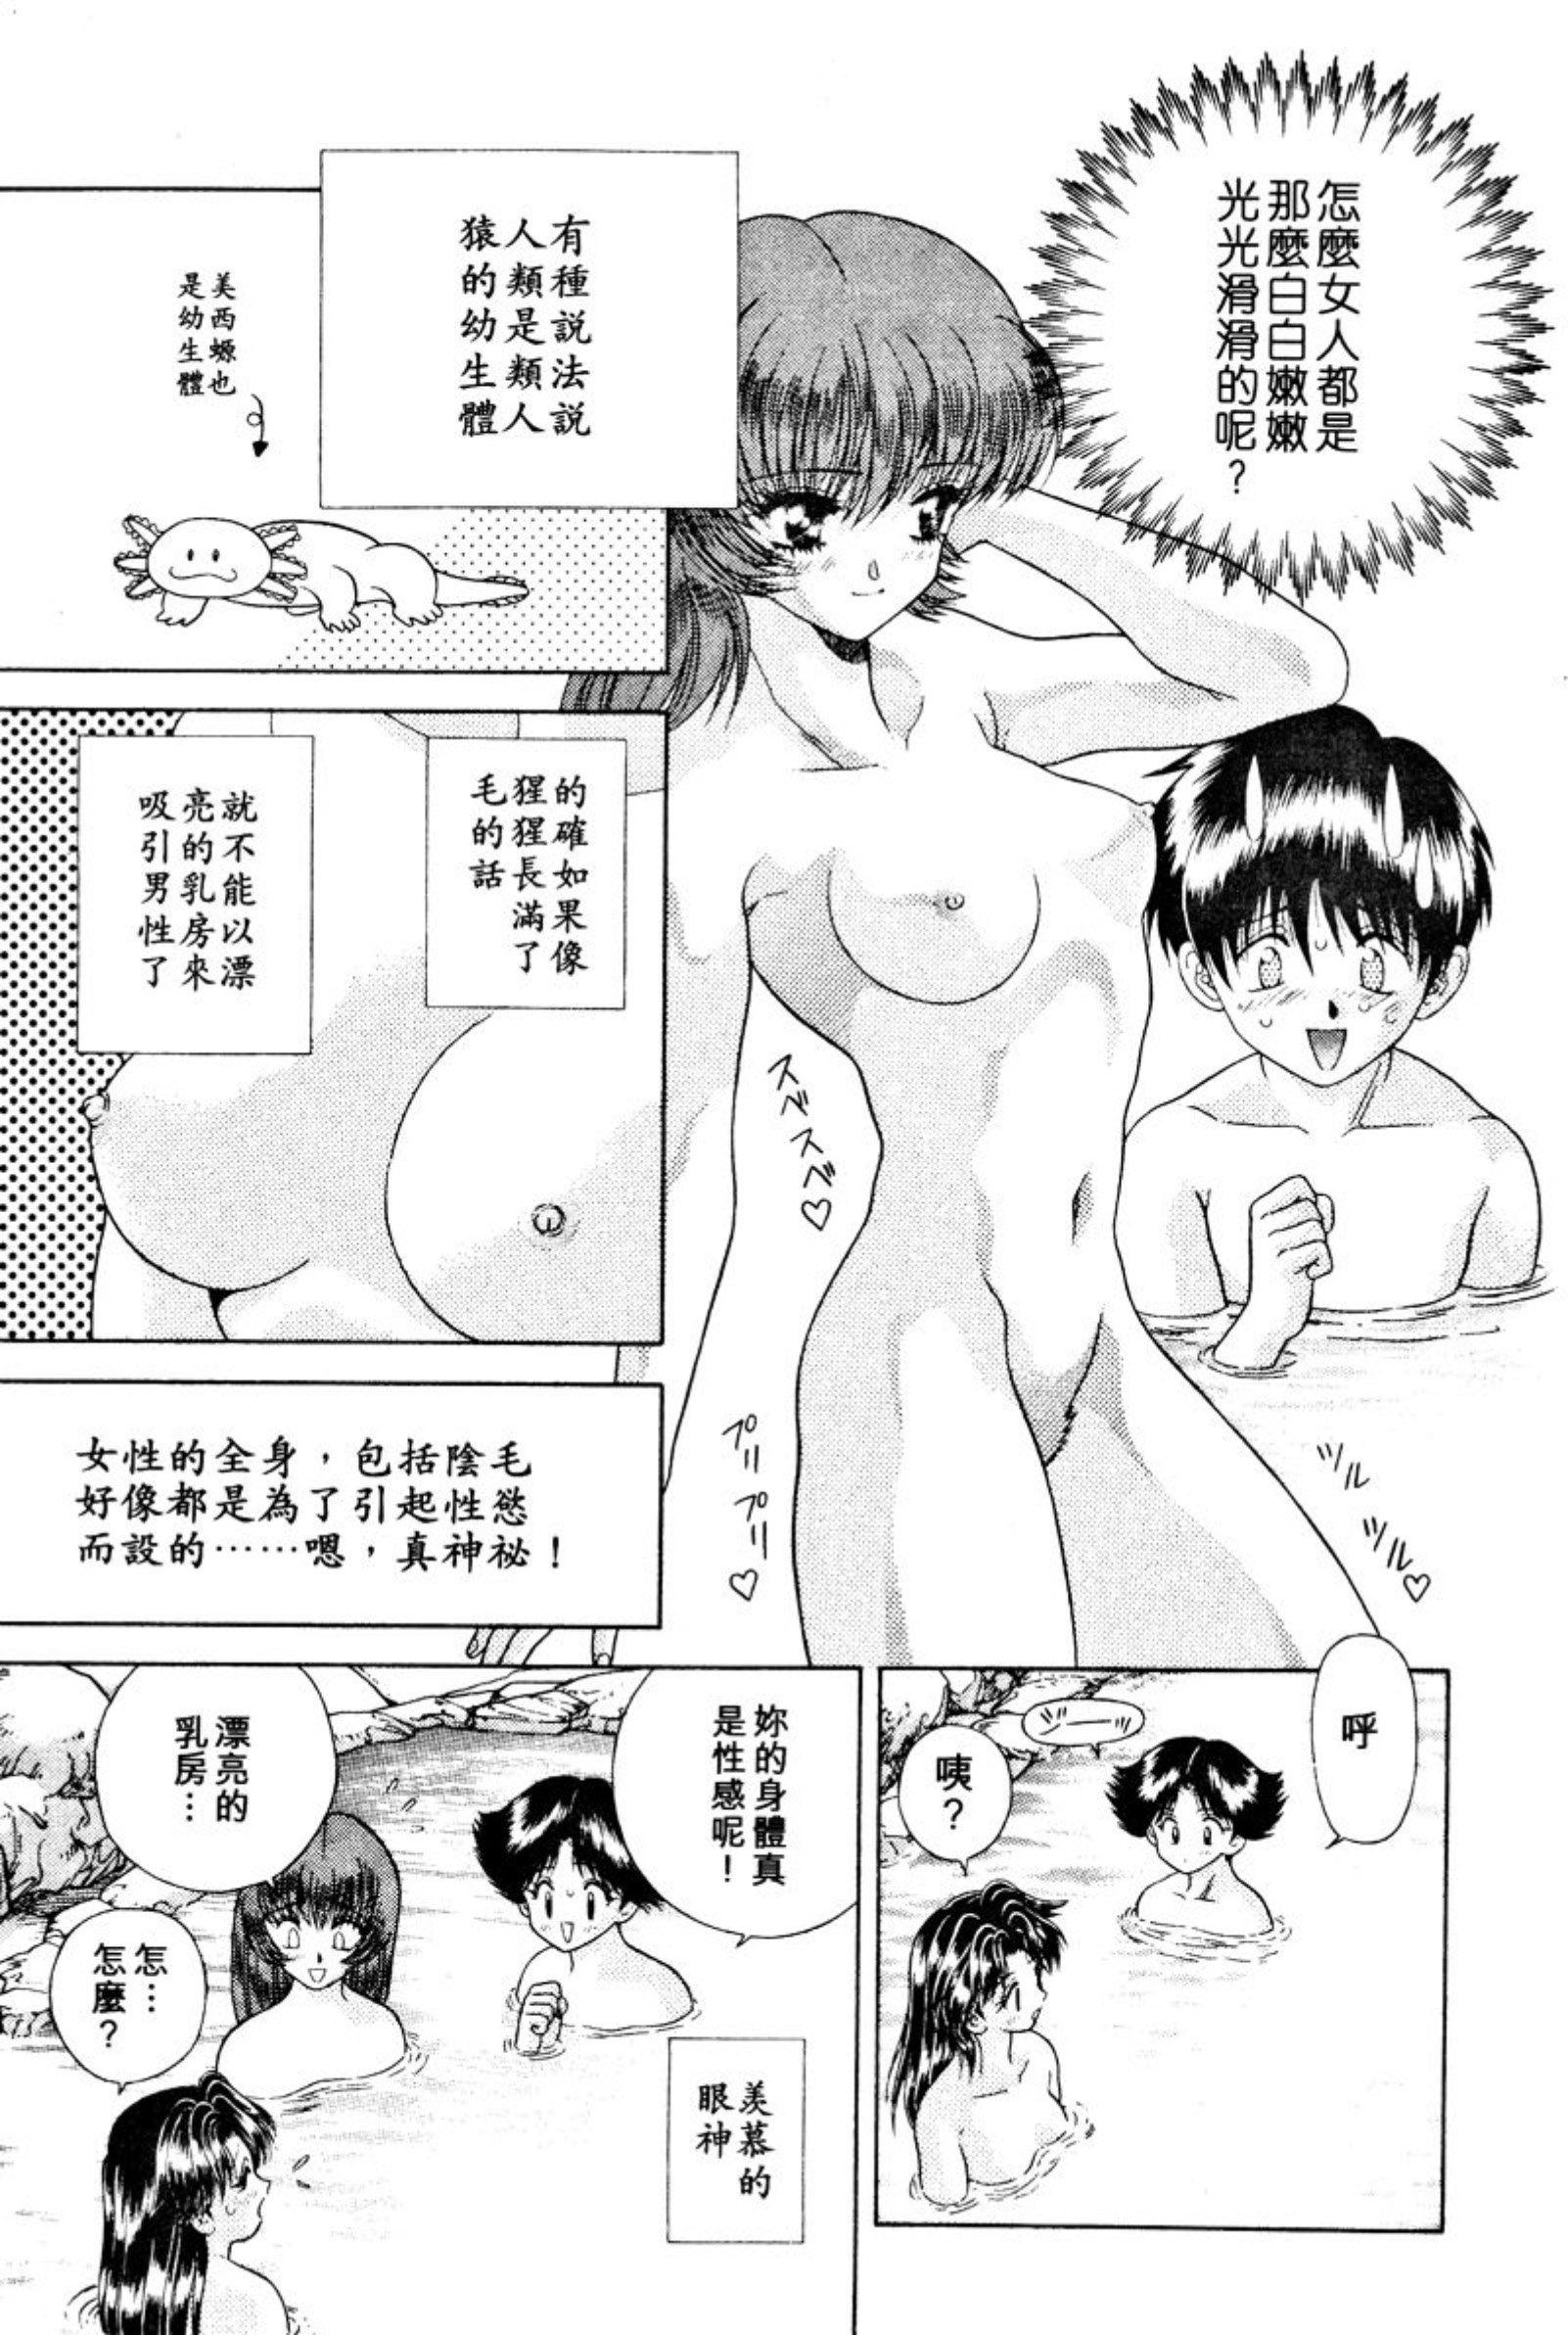 怎麼女人都是
那麼白白嫩嫩
光光滑滑的呢？
有種說法說
人類是類人
猿的幼生體
美西螈也
是幼生體
的確如果像
猩猩長滿了
毛的話
就不能以漂
亮的乳房來
吸引男性了
ズベスベ♡
プリプリ♡
ツルツル♡
女性的全身，包括陰毛
好像都是為了引起性慾
而設的……嗯，真神祕！
呼
ジーッ
咦？
妳的身體真
是性感呢！
漂亮的
乳房…
怎…
怎麼？
羨慕的
眼神